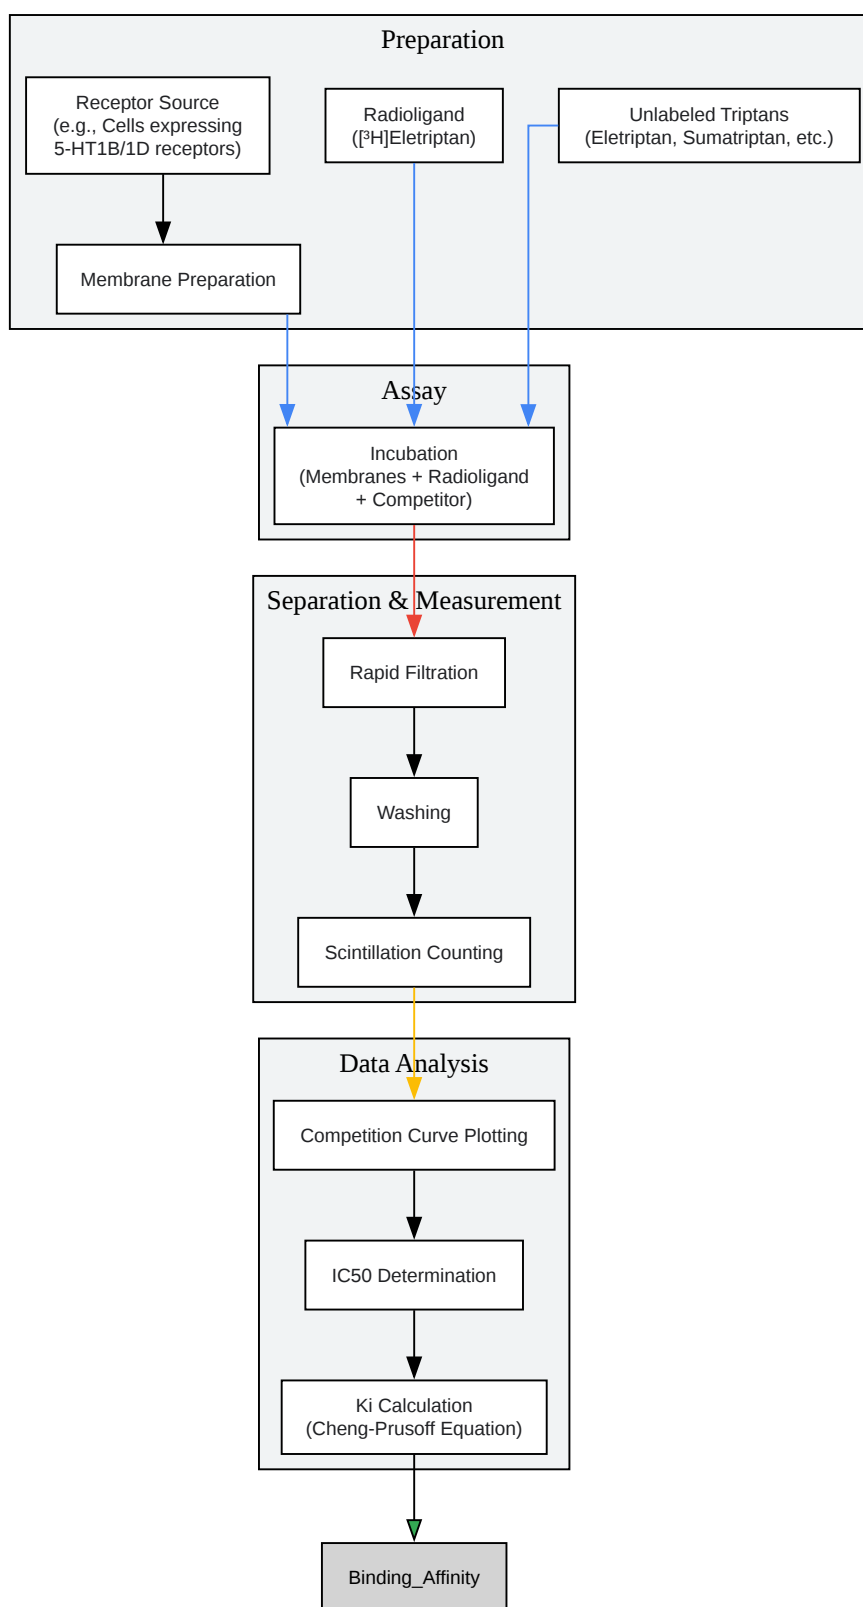 Preparation
Receptor Source
(e.g., Cells expressing
5-HT1B/1D receptors)
Radioligand
([³H]Eletriptan)
Unlabeled Triptans
(Eletriptan, Sumatriptan, etc.)
Membrane Preparation
Assay
Incubation
(Membranes + Radioligand
+ Competitor)
Separation & Measurement
Rapid Filtration
Washing
Scintillation Counting
Data Analysis
Competition Curve Plotting
IC50 Determination
Ki Calculation
(Cheng-Prusoff Equation)
Binding_Affinity